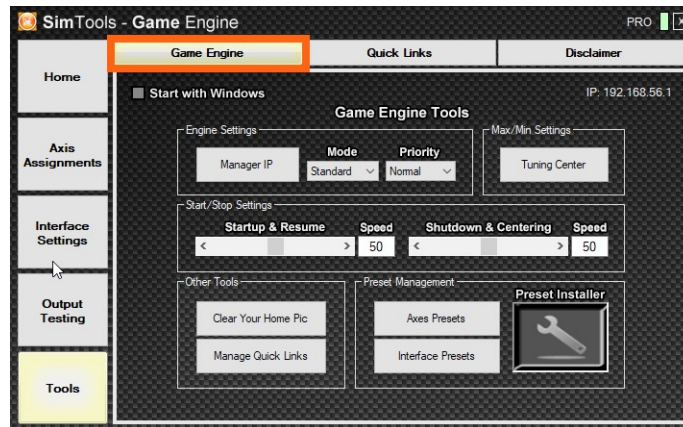 SimTools - Game Engine
PRO
Game Engine
Quick Links
Disclaimer
Home
Axis
Assignments
Interface
Settings
Output
Testing
Tools
Start with Windows
IP: 192.168.56.1
Game Engine Tools
Engine Settings
Manager IP
Mode
Standard
Priority
Normal
Max/Min Settings
Tuning Center
Start/Stop Settings
Startup & Resume
Speed
50
Shutdown & Centering
Speed
50
Other Tools
Clear Your Home Pic
Manage Quick Links
Preset Management
Axes Presets
Interface Presets
Preset Installer